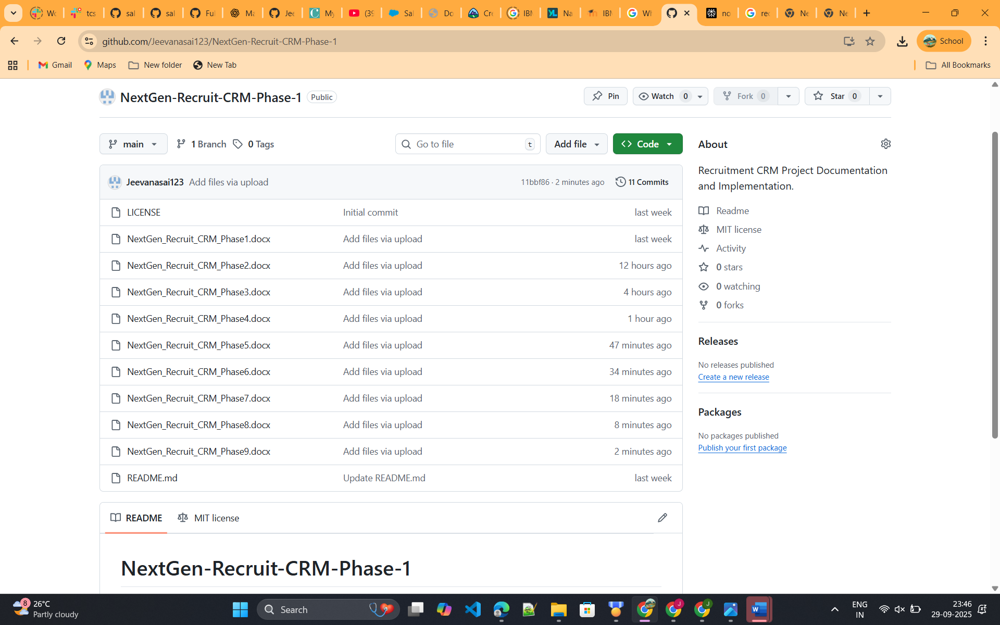 Wo
tcs
sal
sal
Ful
Ma
Jee
My
(39
Sal
Do
Cre
IBM
Na
IBM
Wh
no
rec
Ne
Ne
github.com/Jeevanasai123/NextGen-Recruit-CRM-Phase-1
School
Gmail
Maps
New folder
New Tab
All Bookmarks
NextGen-Recruit-CRM-Phase-1 Public
Pin
Watch 0
Fork 0
Star 0
main
1 Branch
0 Tags
Go to file t
Add file
<> Code
Jeevanasai123 Add files via upload 11bbf86 · 2 minutes ago 11 Commits
LICENSE Initial commit last week
NextGen_Recruit_CRM_Phase1.docx Add files via upload last week
NextGen_Recruit_CRM_Phase2.docx Add files via upload 12 hours ago
NextGen_Recruit_CRM_Phase3.docx Add files via upload 4 hours ago
NextGen_Recruit_CRM_Phase4.docx Add files via upload 1 hour ago
NextGen_Recruit_CRM_Phase5.docx Add files via upload 47 minutes ago
NextGen_Recruit_CRM_Phase6.docx Add files via upload 34 minutes ago
NextGen_Recruit_CRM_Phase7.docx Add files via upload 18 minutes ago
NextGen_Recruit_CRM_Phase8.docx Add files via upload 8 minutes ago
NextGen_Recruit_CRM_Phase9.docx Add files via upload 2 minutes ago
README.md Update README.md last week
README
MIT license
NextGen-Recruit-CRM-Phase-1
About
Recruitment CRM Project Documentation
and Implementation.
Readme
MIT license
Activity
0 stars
0 watching
0 forks
Releases
No releases published
Create a new release
Packages
No packages published
Publish your first package
8
26°C
Partly cloudy
Search
J
J
W
ENG
IN
23:46
29-09-2025